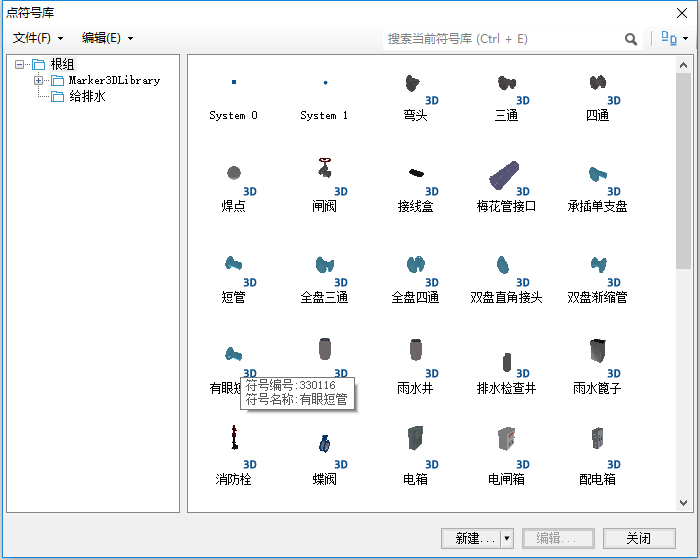 点符号库
文件(F)
编辑(E)
搜索当前符号库 (Ctrl + E)
根组
Marker3DLibrary
给排水
System 0
System 1
3D
弯头
3D
三通
3D
四通
3D
焊点
3D
闸阀
3D
接线盒
3D
梅花管接口
3D
承插单支盘
3D
短管
3D
全盘三通
3D
全盘四通
3D
双盘直角接头
3D
双盘渐缩管
3D
有眼短
符号编号:330116
符号名称:有眼短管
3D
雨水井
3D
排水检查井
3D
雨水篦子
3D
消防栓
3D
蝶阀
3D
电箱
3D
电闸箱
3D
配电箱
新建...
编辑...
关闭